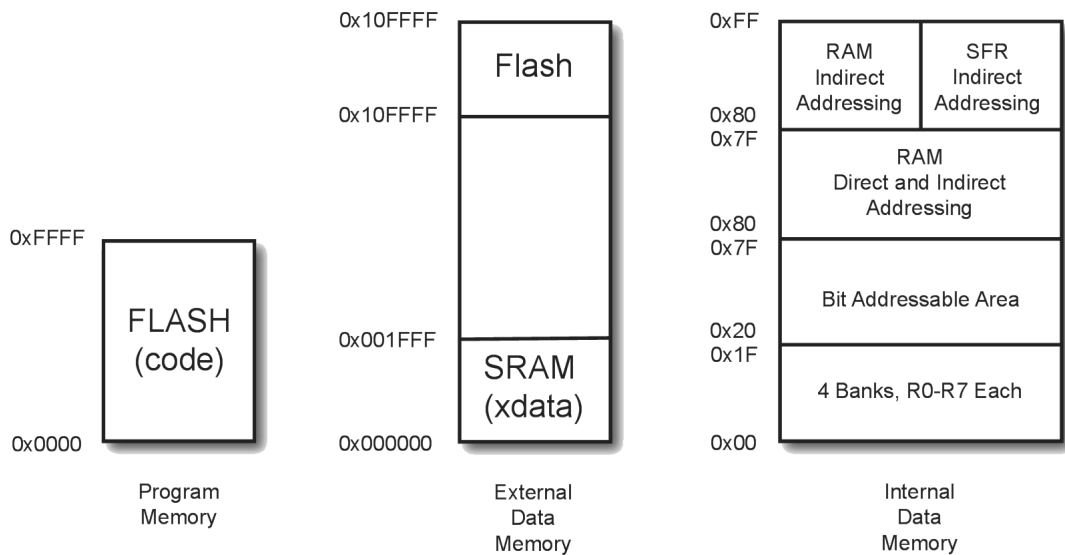 0xFFFF
FLASH
(code)
0x0000
Program
Memory
0x10FFFF
Flash
0x10FFFF
0x001FFF
SRAM
(xdata)
0x000000
External
Data
Memory
0xFF
RAM
Indirect
Addressing
SFR
Indirect
Addressing
0x80
0x7F
RAM
Direct and Indirect
Addressing
0x80
0x7F
Bit Addressable Area
0x20
0x1F
4 Banks, R0-R7 Each
0x00
Internal
Data
Memory